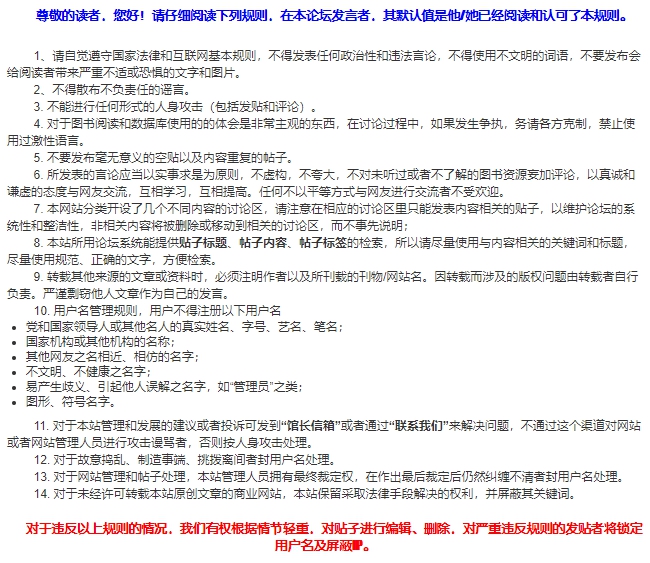 尊敬的读者，您好！请仔细阅读下列规则，在本论坛发言者，其默认值是他/她已经阅读和认可了本规则。
1、请自觉遵守国家法律和互联网基本规则，不得发表任何政治性和违法言论，不得使用不文明的词语，不要发布会
给阅读者带来严重不适或恐惧的文字和图片。
2、不得散布不负责任的谣言。
3. 不能进行任何形式的人身攻击（包括发贴和评论）。
4. 对于图书阅读和数据库使用的的体会是非常主观的东西，在讨论过程中，如果发生争执，务请各方克制，禁止使
用过激性语言。
5. 不要发布毫无意义的空贴以及内容重复的帖子。
6. 所发表的言论应当以实事求是为原则，不虚构，不夸大，不对未听过或者不了解的图书资源妄加评论，以真诚和
谦虚的态度与网友交流，互相学习，互相提高。任何不以平等方式与网友进行交流者不受欢迎。
7. 本网站分类开设了几个不同内容的讨论区，请注意在相应的讨论区里只能发表内容相关的贴子，以维护论坛的系
统性和整洁性，非相关内容将被删除或移动到相关的讨论区，而不事先说明；
8. 本站所用论坛系统能提供贴子标题、帖子内容、帖子标签的检索，所以请尽量使用与内容相关的关键词和标题，
尽量使用规范、正确的文字，方便检索。
9. 转载其他来源的文章或资料时，必须注明作者以及所刊载的刊物/网站名。因转载而涉及的版权问题由转载者自行
负责。严谨剽窃他人文章作为自己的发言。
10. 用户名管理规则，用户不得注册以下用户名
• 党和国家领导人或其他名人的真实姓名、字号、艺名、笔名；
• 国家机构或其他机构的名称；
• 其他网友之名相近、相仿的名字；
• 不文明、不健康之名字；
• 易产生歧义、引起他人误解之名字，如“管理员”之类；
• 图形、符号名字。
11. 对于本站管理和发展的建议或者投诉可发到“馆长信箱”或者通过“联系我们”来解决问题，不通过这个渠道对网站
或者网站管理人员进行攻击谩骂者，否则按人身攻击处理。
12. 对于故意捣乱、制造事端、挑拨离间者封用户名处理。
13. 对于网站管理和帖子处理，本站管理人员拥有最终裁定权，在作出最后裁定后仍然纠缠不清者封用户名处理。
14. 对于未经许可转载本站原创文章的商业网站，本站保留采取法律手段解决的权利，并屏蔽其关键词。
对于违反以上规则的情况，我们有权根据情节轻重，对贴子进行编辑、删除，对严重违反规则的发贴者将锁定
用户名及屏蔽IP。